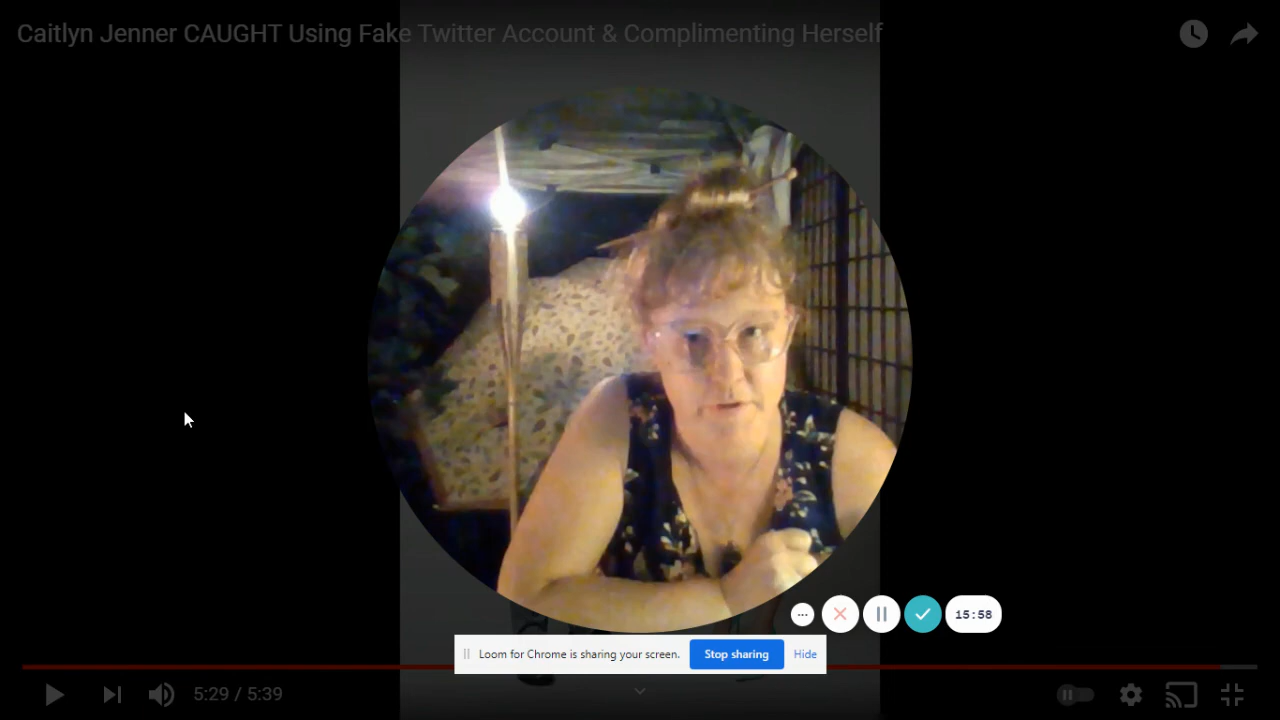 Caitlyn Jenner CAUGHT Using Fake Twitter Account & Complimenting Herself
15:58
Loom for Chrome is sharing your screen. Stop sharing Hide
5:29 / 5:39